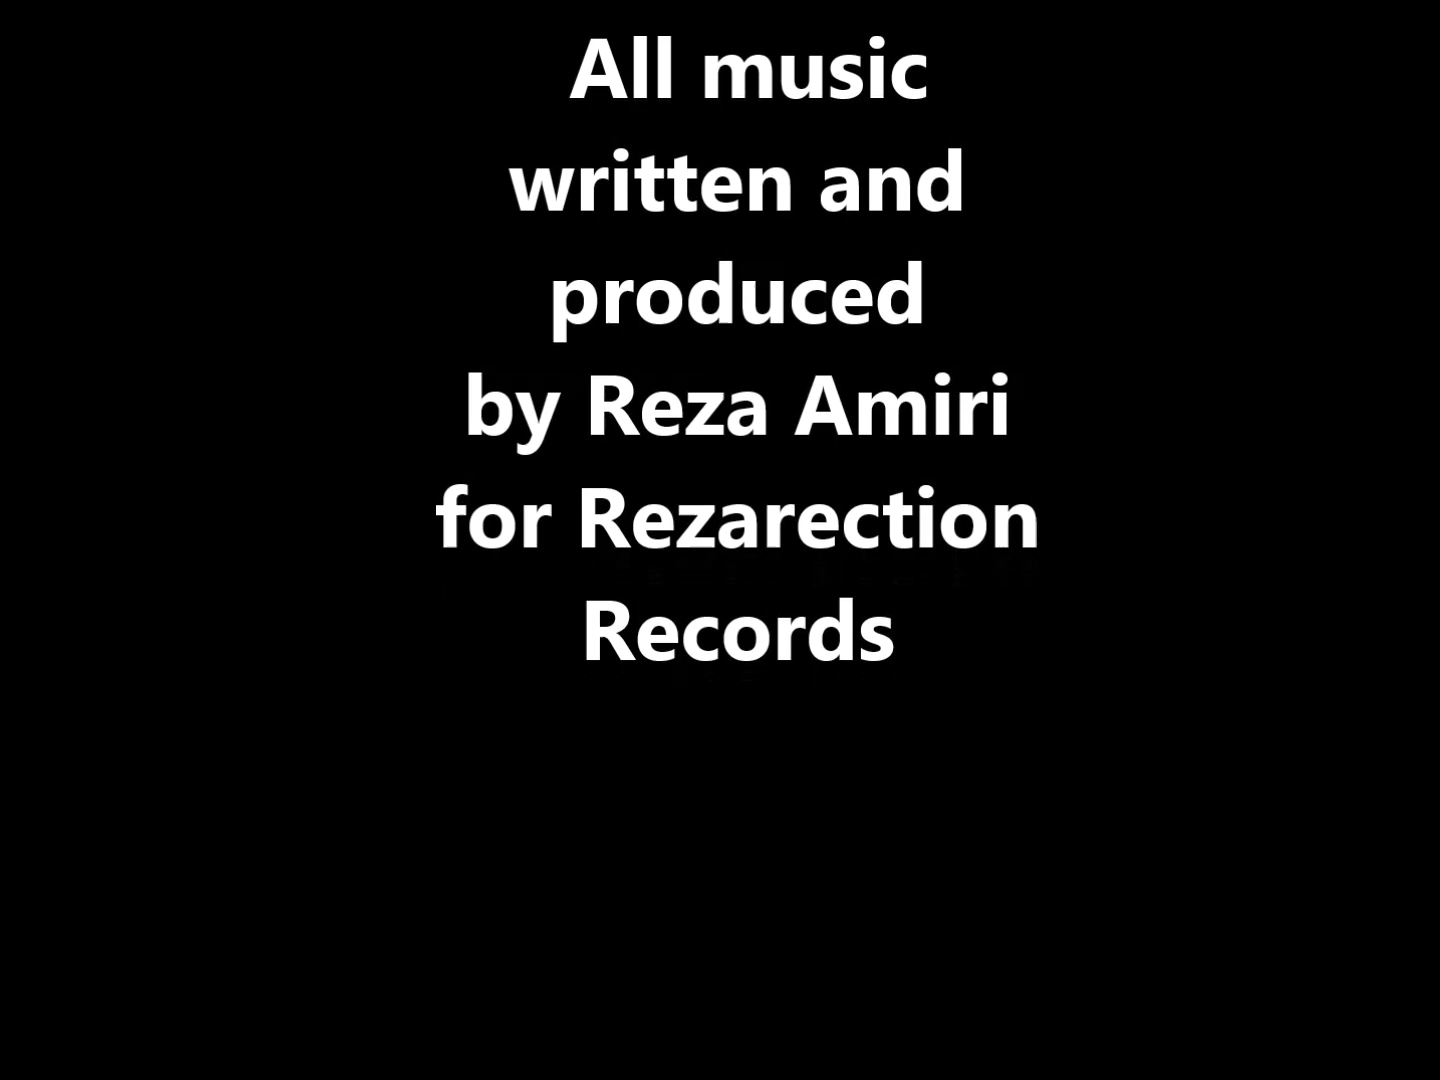 All music
written and
produced
by Reza Amiri
for Rezarection
Records